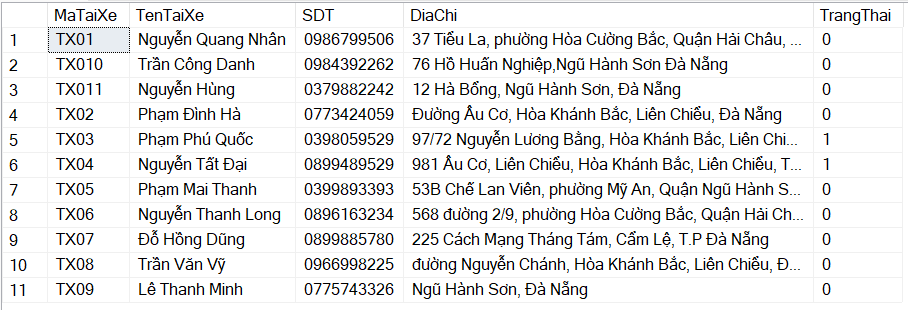 MaTaiXe TenTaiXe SDT DiaChi TrangThai
1 TX01 Nguyễn Quang Nhân 0986799506 37 Tiểu La, phường Hòa Cường Bắc, Quận Hải Châu, ... 0
2 TX010 Trần Công Danh 0984392262 76 Hồ Huấn Nghiệp,Ngũ Hành Sơn Đà Nẵng 0
3 TX011 Nguyễn Hùng 0379882242 12 Hà Bổng, Ngũ Hành Sơn, Đà Nẵng 0
4 TX02 Phạm Đình Hà 0773424059 Đường Âu Cơ, Hòa Khánh Bắc, Liên Chiểu, Đà Nẵng 0
5 TX03 Phạm Phú Quốc 0398059529 97/72 Nguyễn Lương Bằng, Hòa Khánh Bắc, Liên Chi... 1
6 TX04 Nguyễn Tất Đại 0899489529 981 Âu Cơ, Liên Chiểu, Hòa Khánh Bắc, Liên Chiểu, T... 1
7 TX05 Phạm Mai Thanh 0399893393 53B Chế Lan Viên, phường Mỹ An, Quận Ngũ Hành S... 0
8 TX06 Nguyễn Thanh Long 0896163234 568 đường 2/9, phường Hòa Cường Bắc, Quận Hải Ch... 0
9 TX07 Đỗ Hồng Dũng 0899885780 225 Cách Mạng Tháng Tám, Cẩm Lệ, T.P Đà Nẵng 0
10 TX08 Trần Văn Vỹ 0966998225 đường Nguyễn Chánh, Hòa Khánh Bắc, Liên Chiểu, Đ... 0
11 TX09 Lê Thanh Minh 0775743326 Ngũ Hành Sơn, Đà Nẵng 0